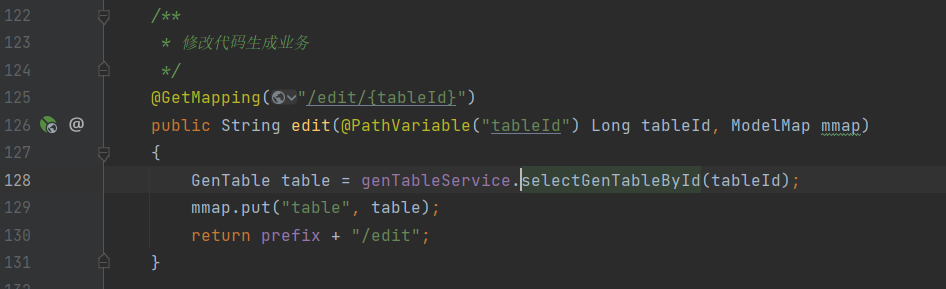 122 /**
123 * 修改代码生成业务
124 */
125 @GetMapping("/edit/{tableId}")
126 @ public String edit(@PathVariable("tableId") Long tableId, ModelMap mmap)
127 {
128 GenTable table = genTableService.selectGenTableById(tableId);
129 mmap.put("table", table);
130 return prefix + "/edit";
131 }